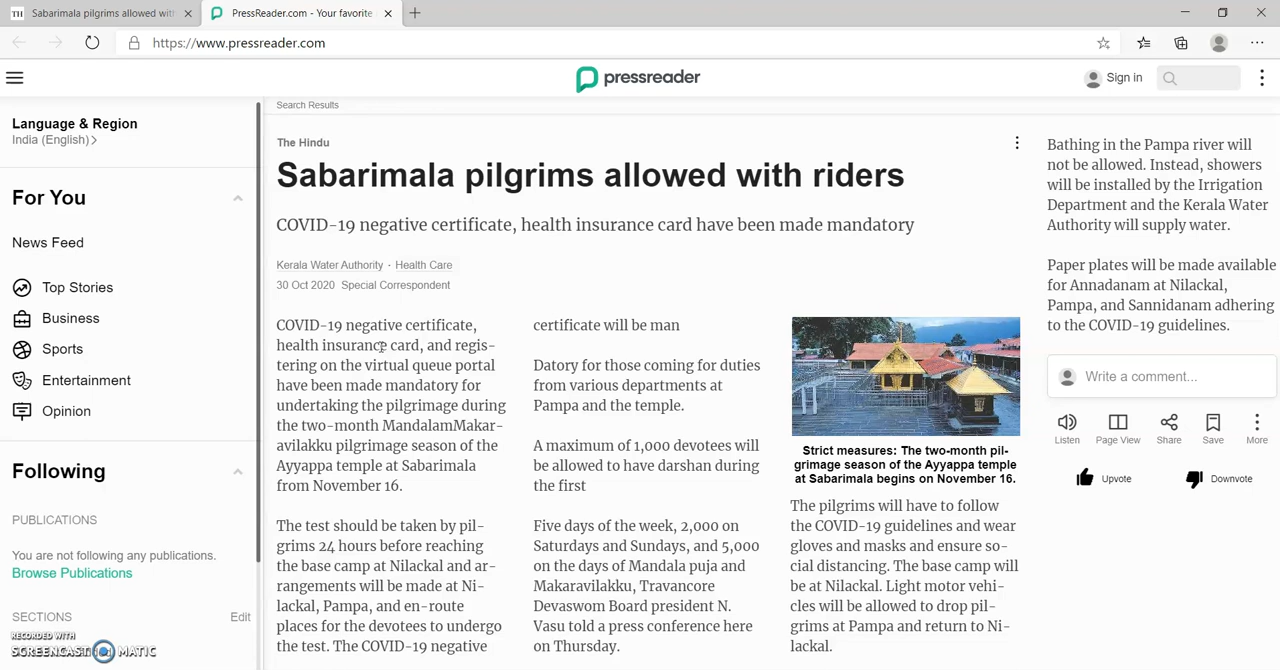 Sabarimala pilgrims allowed with
PressReader.com - Your favorite
https://www.pressreader.com
pressreader
Sign in
Language & Region
India (English)
For You
News Feed
Top Stories
Business
Sports
Entertainment
Opinion
Following
PUBLICATIONS
You are not following any publications.
Browse Publications
SECTIONS
Edit
RECORDED WITH
SCREENCAST MATIC
Search Results
The Hindu
Sabarimala pilgrims allowed with riders
COVID-19 negative certificate, health insurance card have been made mandatory
Kerala Water Authority · Health Care
30 Oct 2020 Special Correspondent
COVID-19 negative certificate,
health insurance card, and regis-
tering on the virtual queue portal
have been made mandatory for
undertaking the pilgrimage during
the two-month MandalamMakar-
avilakku pilgrimage season of the
Ayyappa temple at Sabarimala
from November 16.
The test should be taken by pil-
grims 24 hours before reaching
the base camp at Nilackal and ar-
rangements will be made at Ni-
lackal, Pampa, and en-route
places for the devotees to undergo
the test. The COVID-19 negative
certificate will be man
Datory for those coming for duties
from various departments at
Pampa and the temple.
A maximum of 1,000 devotees will
be allowed to have darshan during
the first
Five days of the week, 2,000 on
Saturdays and Sundays, and 5,000
on the days of Mandala puja and
Makaravilakku, Travancore
Devaswom Board president N.
Vasu told a press conference here
on Thursday.
Strict measures: The two-month pil-
grimage season of the Ayyappa temple
at Sabarimala begins on November 16.
The pilgrims will have to follow
the COVID-19 guidelines and wear
gloves and masks and ensure so-
cial distancing. The base camp will
be at Nilackal. Light motor vehi-
cles will be allowed to drop pil-
grims at Pampa and return to Ni-
lackal.
Bathing in the Pampa river will
not be allowed. Instead, showers
will be installed by the Irrigation
Department and the Kerala Water
Authority will supply water.
Paper plates will be made available
for Annadanam at Nilackal,
Pampa, and Sannidanam adhering
to the COVID-19 guidelines.
Write a comment...
Listen
Page View
Share
Save
More
Upvote
Downvote